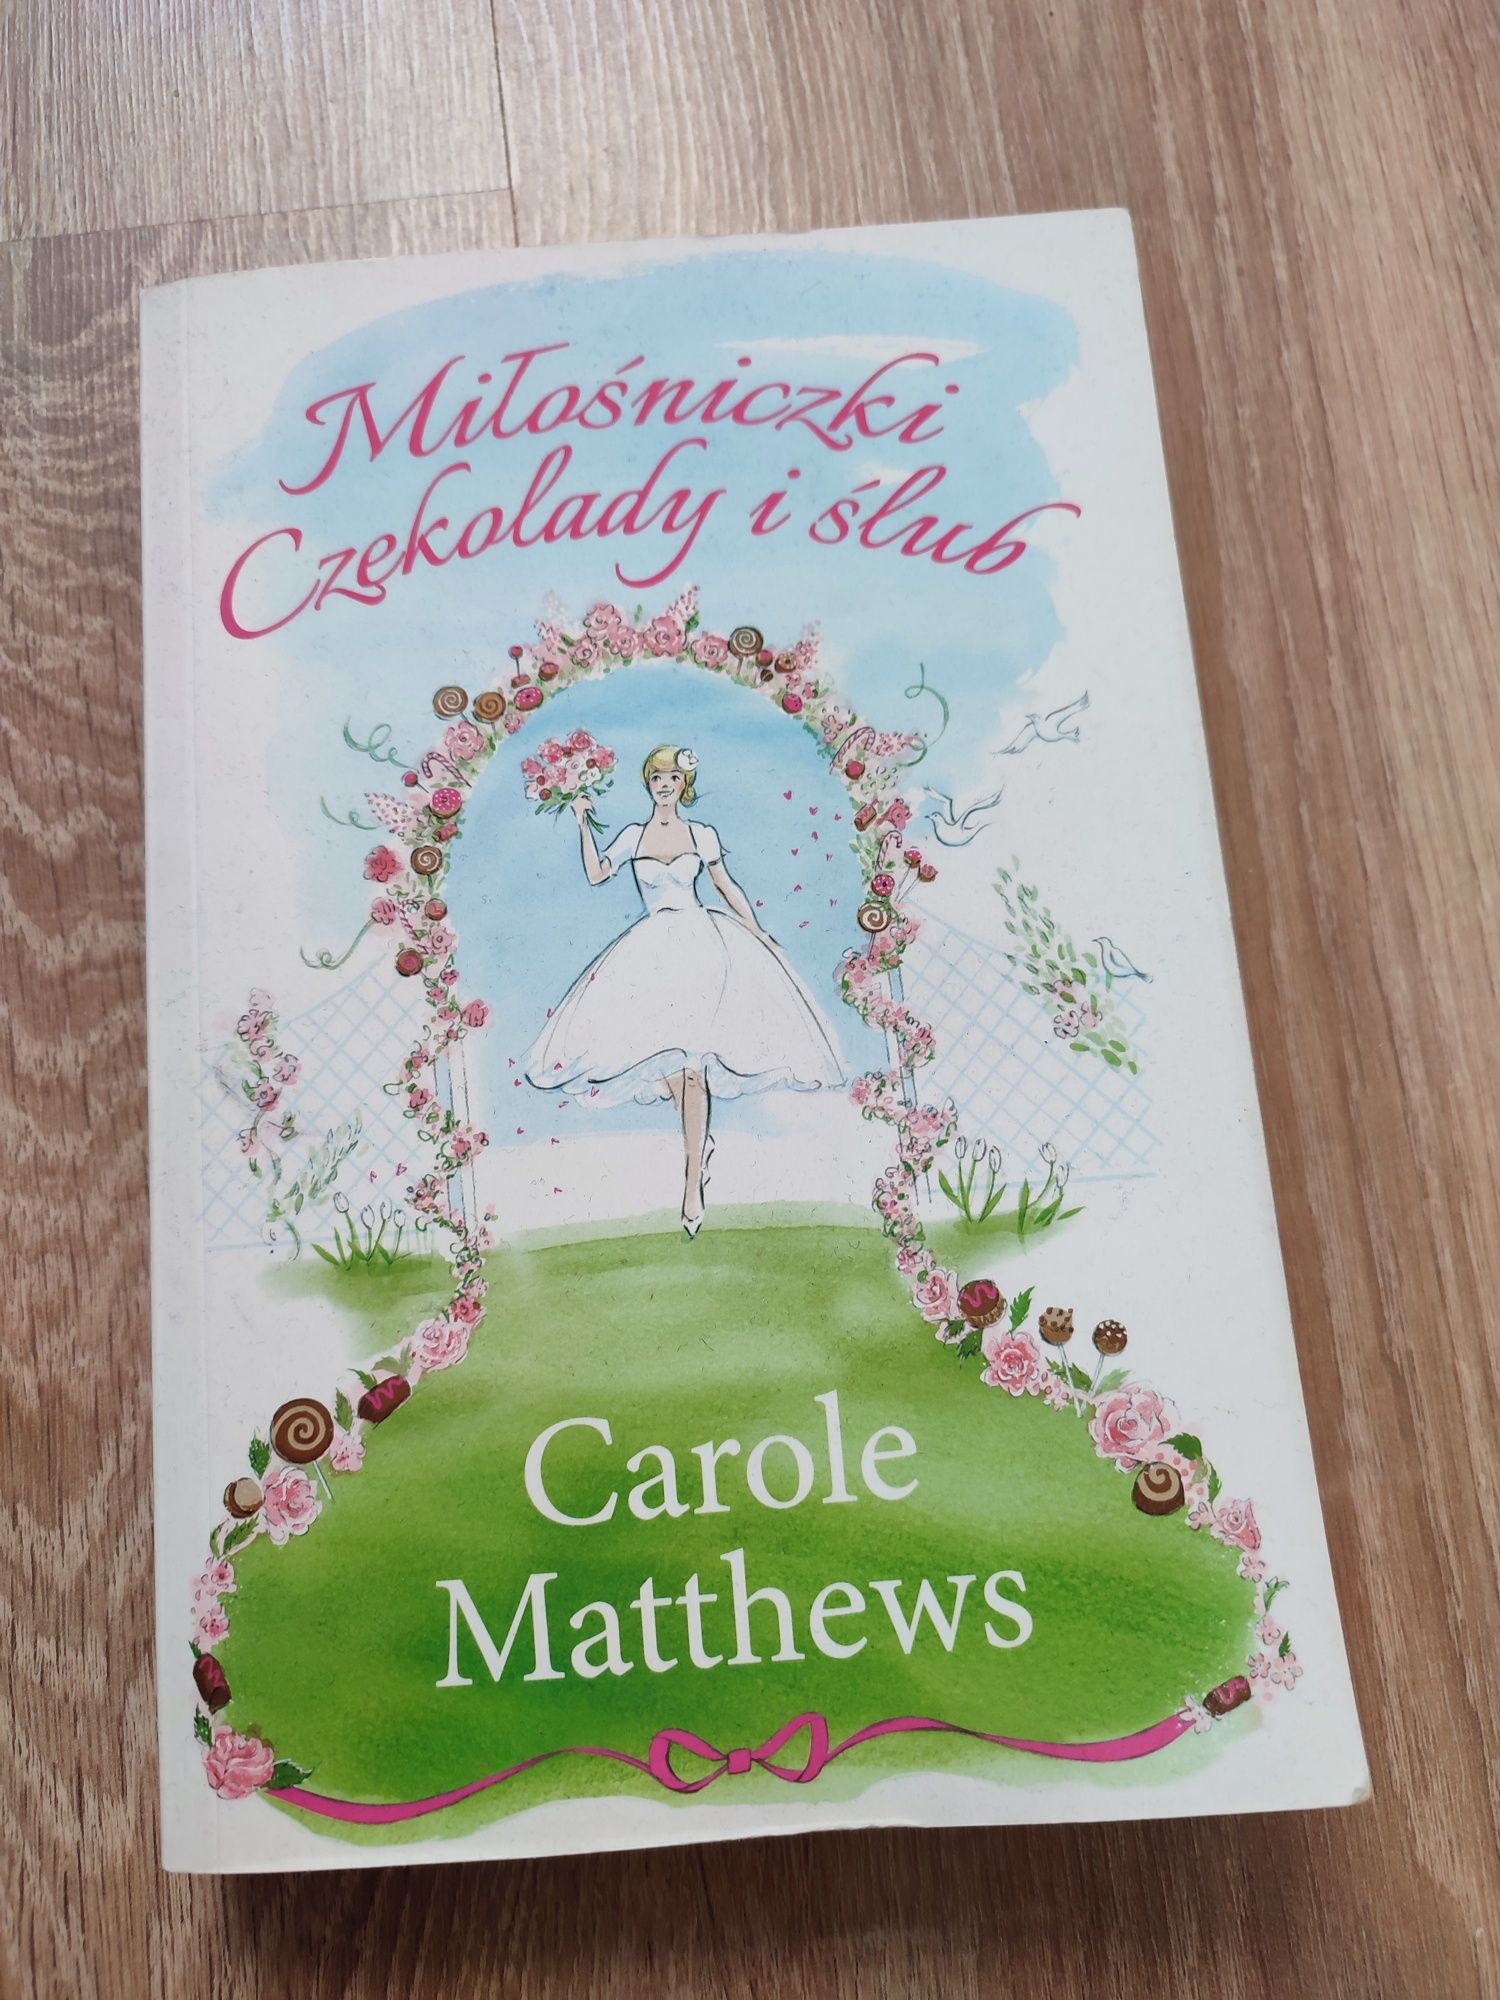 Miłośniczki
Czekolady i ślub
Carole
Matthews